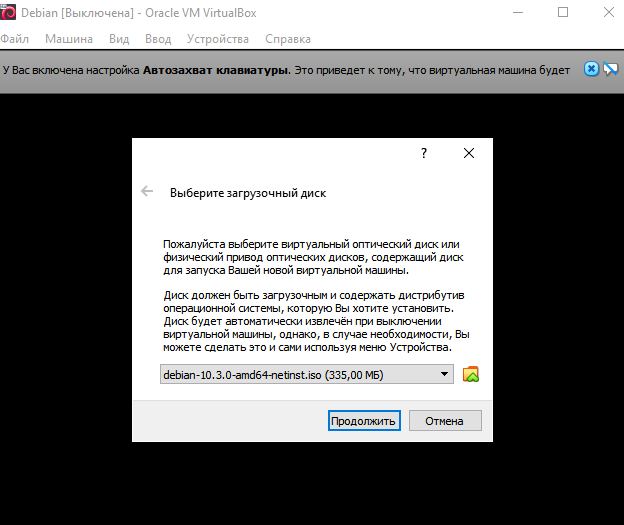 Debian [Выключена] - Oracle VM VirtualBox
Файл Машина Вид Ввод Устройства Справка
У Вас включена настройка Автозахват клавиатуры. Это приведет к тому, что виртуальная машина будет
?
Выберите загрузочный диск
Пожалуйста выберите виртуальный оптический диск или
физический привод оптических дисков, содержащий диск
для запуска Вашей новой виртуальной машины.
Диск должен быть загрузочным и содержать дистрибутив
операционной системы, которую Вы хотите установить.
Диск будет автоматически извлечён при выключении
виртуальной машины, однако, в случае необходимости, Вы
можете сделать это и сами используя меню Устройства.
debian-10.3.0-amd64-netinst.iso (335,00 МБ)
Продолжить Отмена